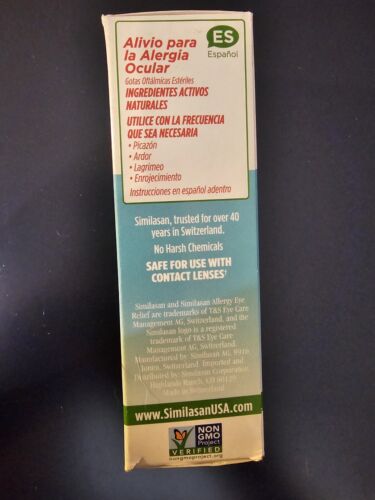 Alivio para
la Alergia
Ocular
ES
Español
Gotas Oftálmicas Estériles
INGREDIENTES ACTIVOS
NATURALES
UTILICE CON LA FRECUENCIA
QUE SEA NECESARIA
• Picazón
• Ardor
• Lagrimeo
• Enrojecimiento
Instrucciones en español adentro
Similasan, trusted for over 40
years in Switzerland.
No Harsh Chemicals
SAFE FOR USE WITH
CONTACT LENSES†
Similasan and Similasan Allergy Eye
Relief are trademarks of T&S Eye Care
Management AG, Switzerland, and the
Similasan logo is a registered
trademark of T&S Eye Care
Management AG, Switzerland.
Manufactured by: Similasan AG, 8916
Jonen, Switzerland. Imported and
Distributed by: Similasan Corporation,
Highlands Ranch, CO 80129
Made in Switzerland
www.SimilasanUSA.com
NON
GMO
Project
VERIFIED
nongmoproject.org